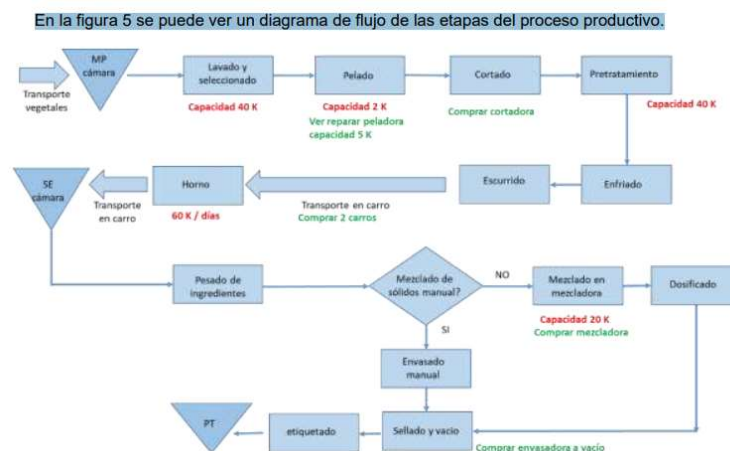 En la figura 5 se puede ver un diagrama de flujo de las etapas del proceso productivo.
MP
cámara
Transporte
vegetales
Lavado y
seleccionado
Capacidad 40 K
Pelado
Capacidad 2 K
Ver reparar peladora
capacidad 5 K
Cortado
Comprar cortadora
Pretratamiento
Capacidad 40 K
SE
cámara
Transporte
en carro
Horno
60 K / días
Transporte en carro
Comprar 2 carros
Escurrido
Enfriado
Pesado de
ingredientes
Mezclado de
sólidos manual?
NO
Mezclado en
mezcladora
Capacidad 20 K
Comprar mezcladora
Dosificado
SI
Envasado
manual
PT
etiquetado
Sellado y vacío
Comprar envasadora a vacío